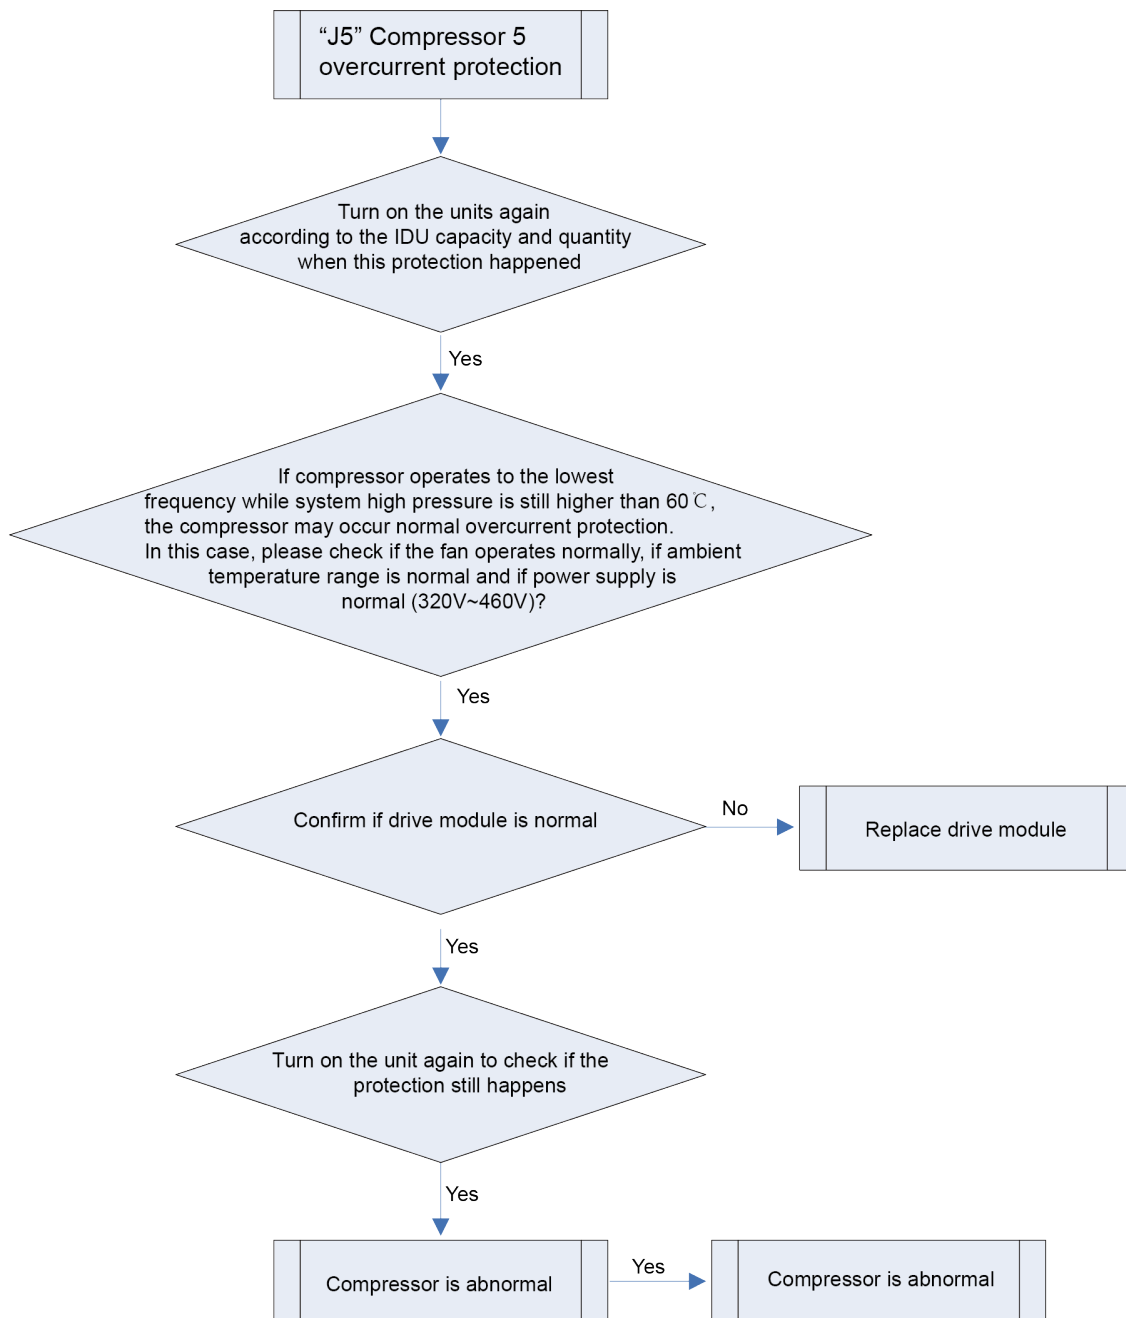 “J5” Compressor 5
overcurrent protection
Turn on the units again
according to the IDU capacity and quantity
when this protection happened
Yes
If compressor operates to the lowest
frequency while system high pressure is still higher than 60℃,
the compressor may occur normal overcurrent protection.
In this case, please check if the fan operates normally, if ambient
temperature range is normal and if power supply is
normal (320V~460V)?
Yes
Confirm if drive module is normal
No
Replace drive module
Yes
Turn on the unit again to check if the
protection still happens
Yes
Compressor is abnormal
Yes
Compressor is abnormal